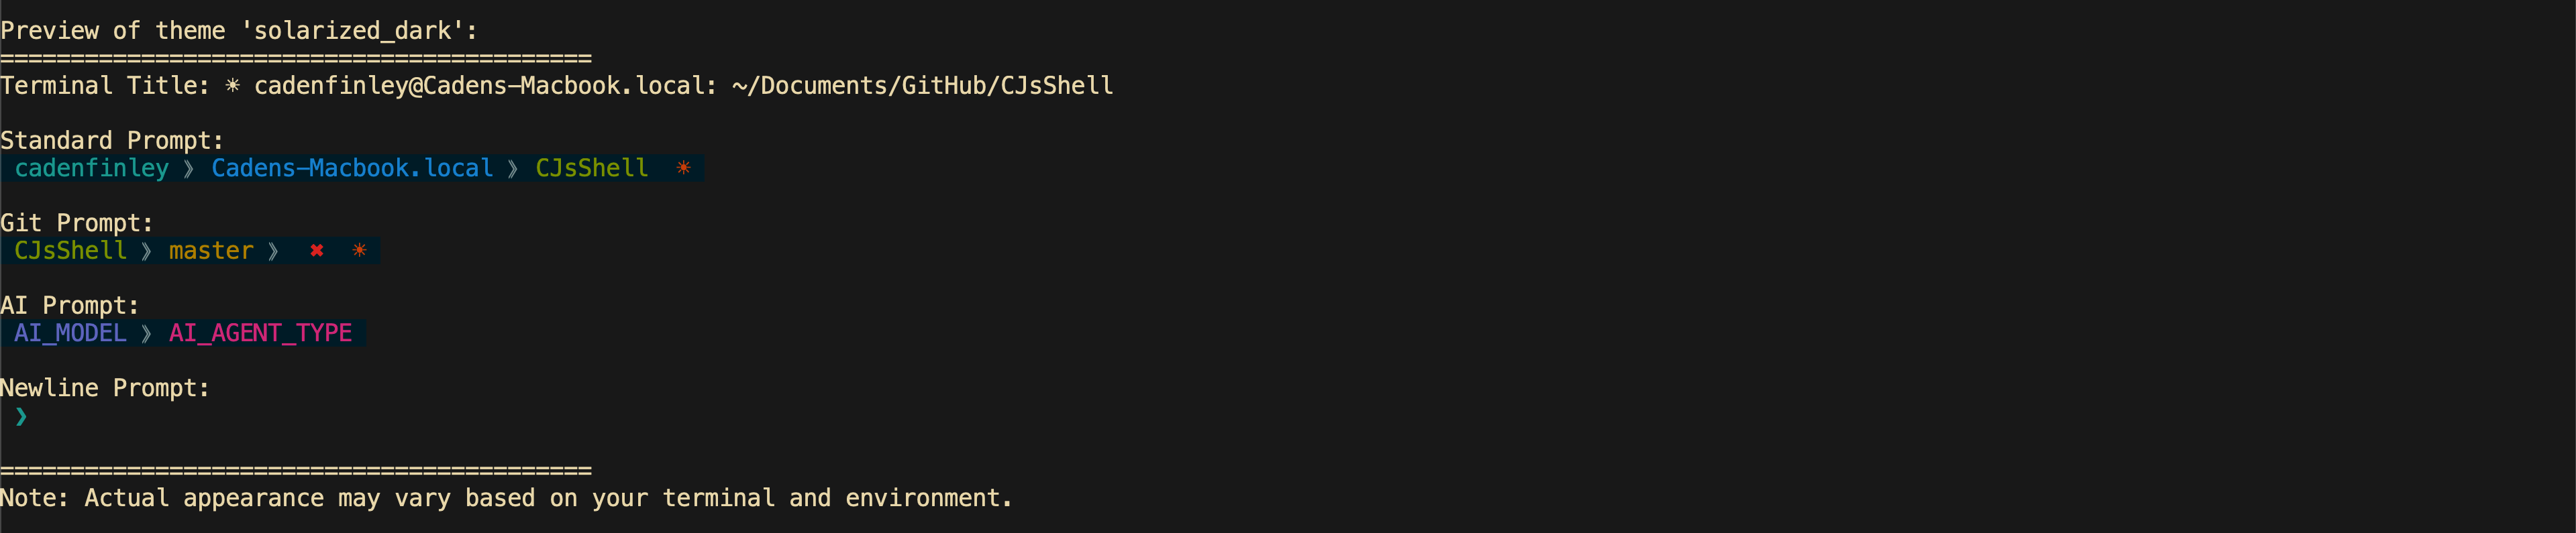 Preview of theme 'solarized_dark':
==========================================
Terminal Title: ☀ cadenfinley@Cadens-Macbook.local: ~/Documents/GitHub/CJsShell
Standard Prompt:
cadenfinley 》 Cadens-Macbook.local 》 CJsShell ☀
Git Prompt:
CJsShell 》 master 》 ✖ ☀
AI Prompt:
AI_MODEL 》 AI_AGENT_TYPE
Newline Prompt:
❯
==========================================
Note: Actual appearance may vary based on your terminal and environment.